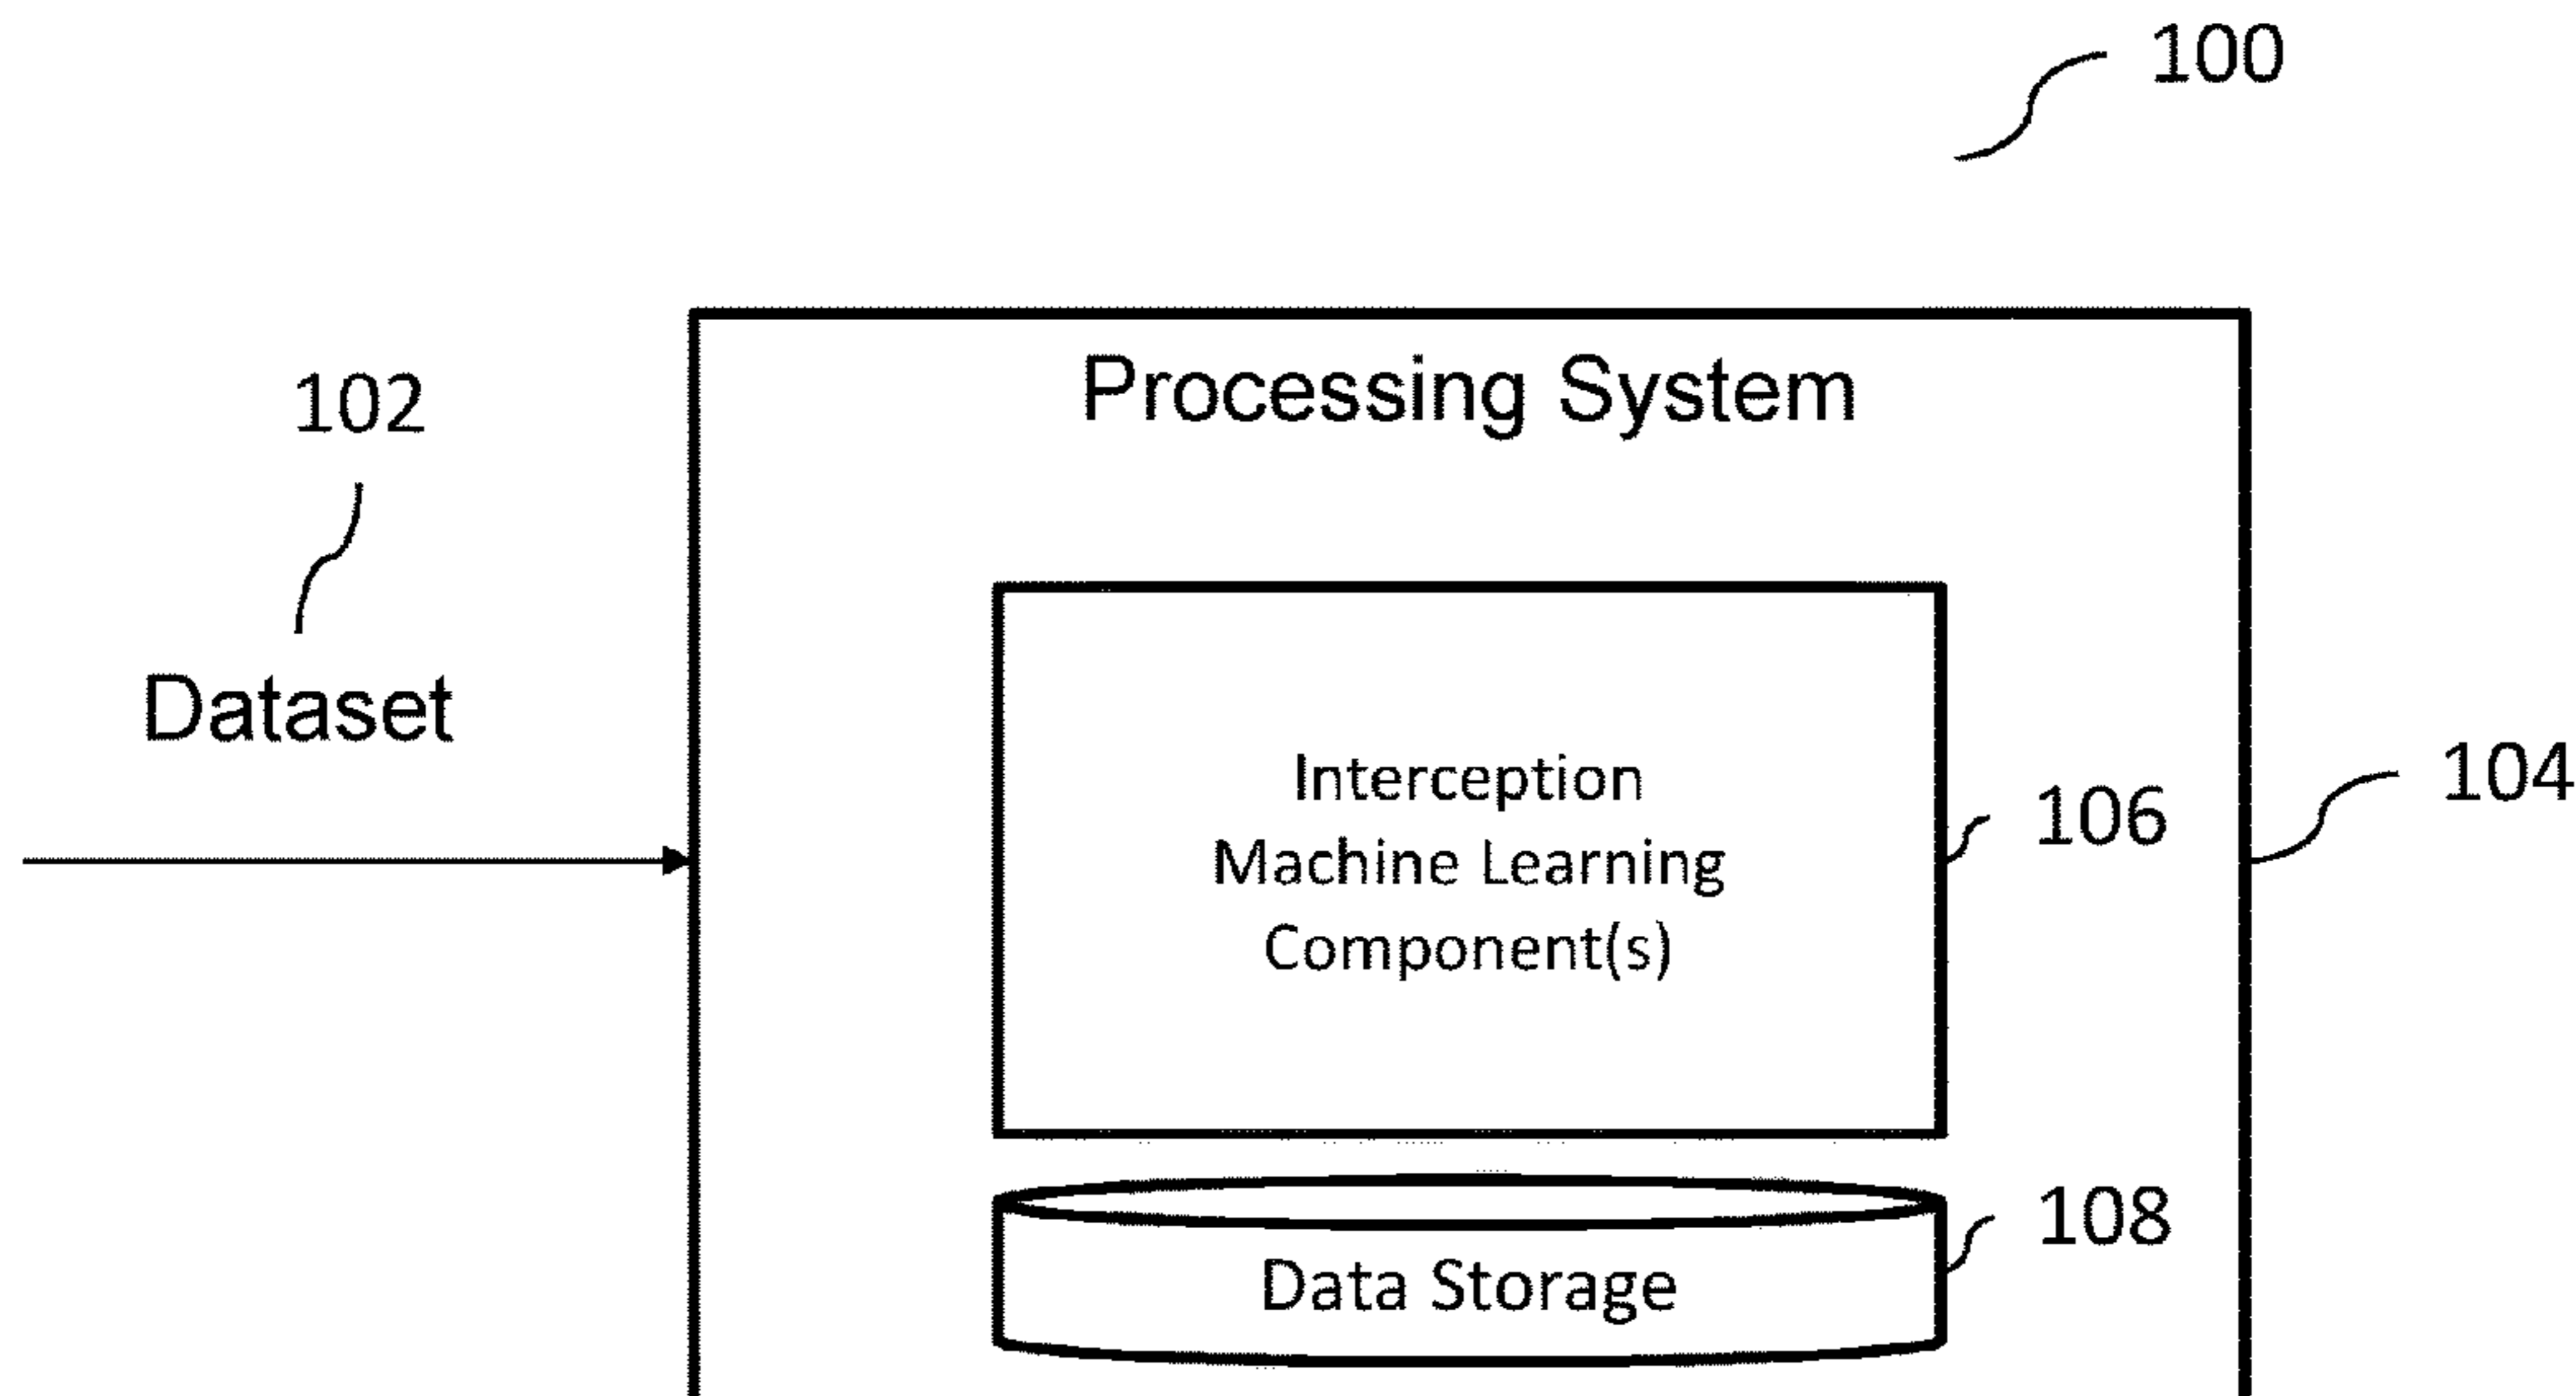 100
Processing System
102
Dataset
Interception
Machine Learning
Component(s)
106
104
108
Data Storage